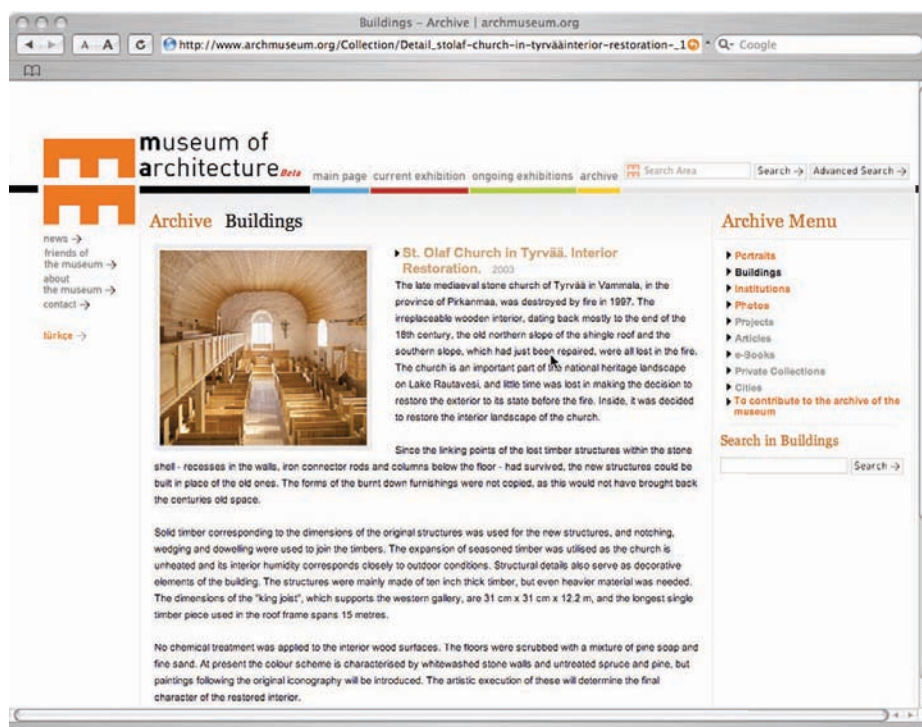 Buildings – Archive | archmuseum.org
A A C http://www.archmuseum.org/Collection/Detail_stolaf-church-in-tyrvääinterior-restoration-_1 Q- Google
museum of
architecture Beta
main page current exhibition ongoing exhibitions archive Search Area Search → Advanced Search →
news →
friends of
the museum →
about
the museum →
contact →
türkçe →
Archive Buildings
St. Olaf Church in Tyrvää. Interior
Restoration. 2003
The late mediaeval stone church of Tyrvää in Vammala, in the
province of Pirkanmaa, was destroyed by fire in 1997. The
irreplaceable wooden interior, dating back mostly to the end of the
18th century, the old northern slope of the shingle roof and the
southern slope, which had just been repaired, were all lost in the fire.
The church is an important part of the national heritage landscape
on Lake Rautavesi, and little time was lost in making the decision to
restore the exterior to its state before the fire. Inside, it was decided
to restore the interior landscape of the church.
Since the linking points of the lost timber structures within the stone
shell - recesses in the walls, iron connector rods and columns below the floor - had survived, the new structures could be
built in place of the old ones. The forms of the burnt down furnishings were not copied, as this would not have brought back
the centuries old space.
Solid timber corresponding to the dimensions of the original structures was used for the new structures, and notching,
wedging and dowelling were used to join the timbers. The expansion of seasoned timber was utilised as the church is
unheated and its interior humidity corresponds closely to outdoor conditions. Structural details also serve as decorative
elements of the building. The structures were mainly made of ten inch thick timber, but even heavier material was needed.
The dimensions of the "king joist", which supports the western gallery, are 31 cm x 31 cm x 12.2 m, and the longest single
timber piece used in the roof frame spans 15 metres.
No chemical treatment was applied to the interior wood surfaces. The floors were scrubbed with a mixture of pine soap and
fine sand. At present the colour scheme is characterised by whitewashed stone walls and untreated spruce and pine, but
paintings following the original iconography will be introduced. The artistic execution of these will determine the final
character of the restored interior.
Archive Menu
Portraits
Buildings
Institutions
Photos
Projects
Articles
e-Books
Private Collections
Cities
To contribute to the archive of the
museum
Search in Buildings
Search →